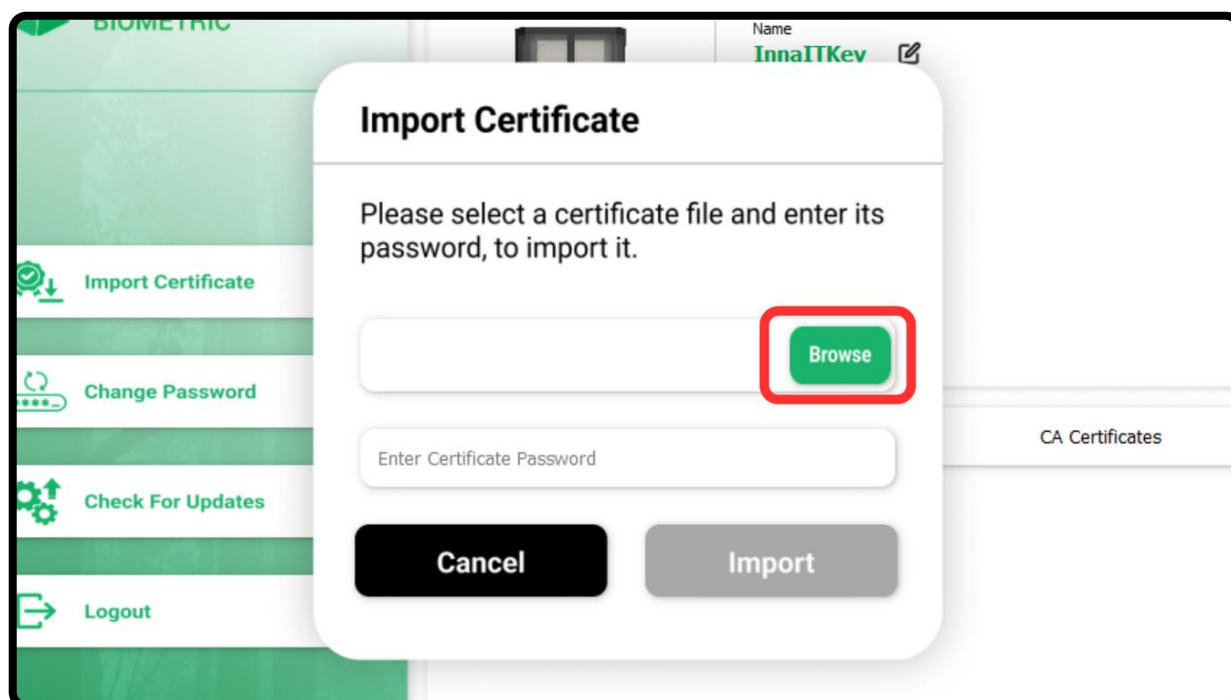 BIOMETRIC
Name
InnaITKey
Import Certificate
Please select a certificate file and enter its
password, to import it.
Import Certificate
Browse
Change Password
CA Certificates
Enter Certificate Password
Check For Updates
Cancel
Import
Logout